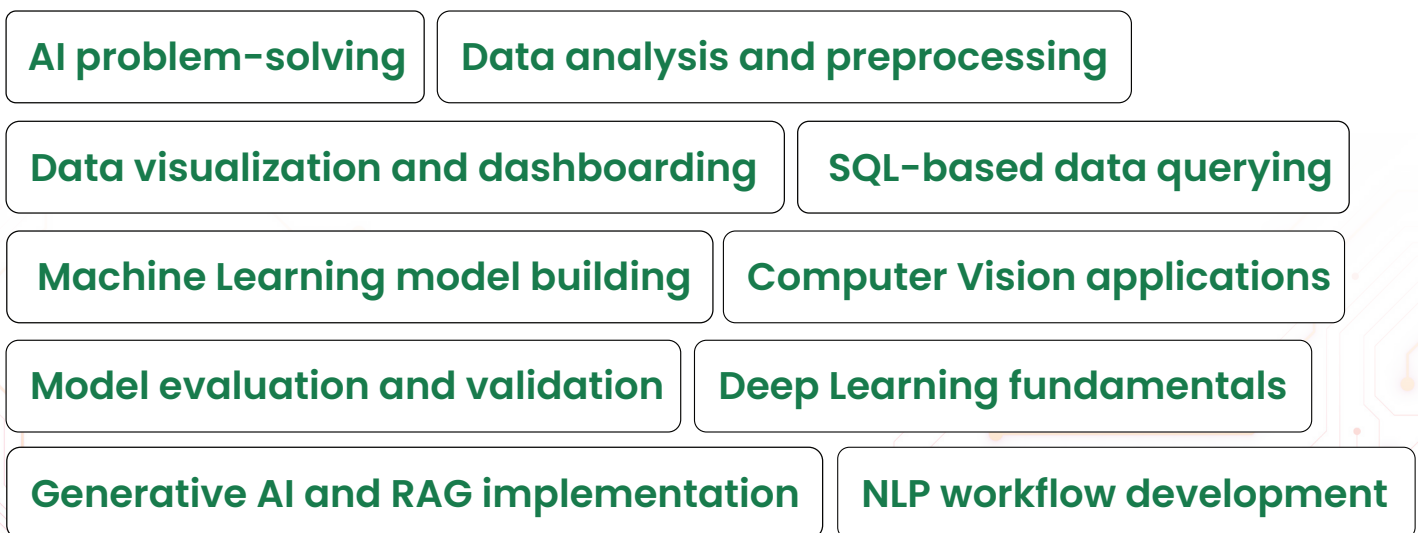 AI problem-solving
Data analysis and preprocessing
Data visualization and dashboarding
SQL-based data querying
Machine Learning model building
Computer Vision applications
Model evaluation and validation
Deep Learning fundamentals
Generative AI and RAG implementation
NLP workflow development